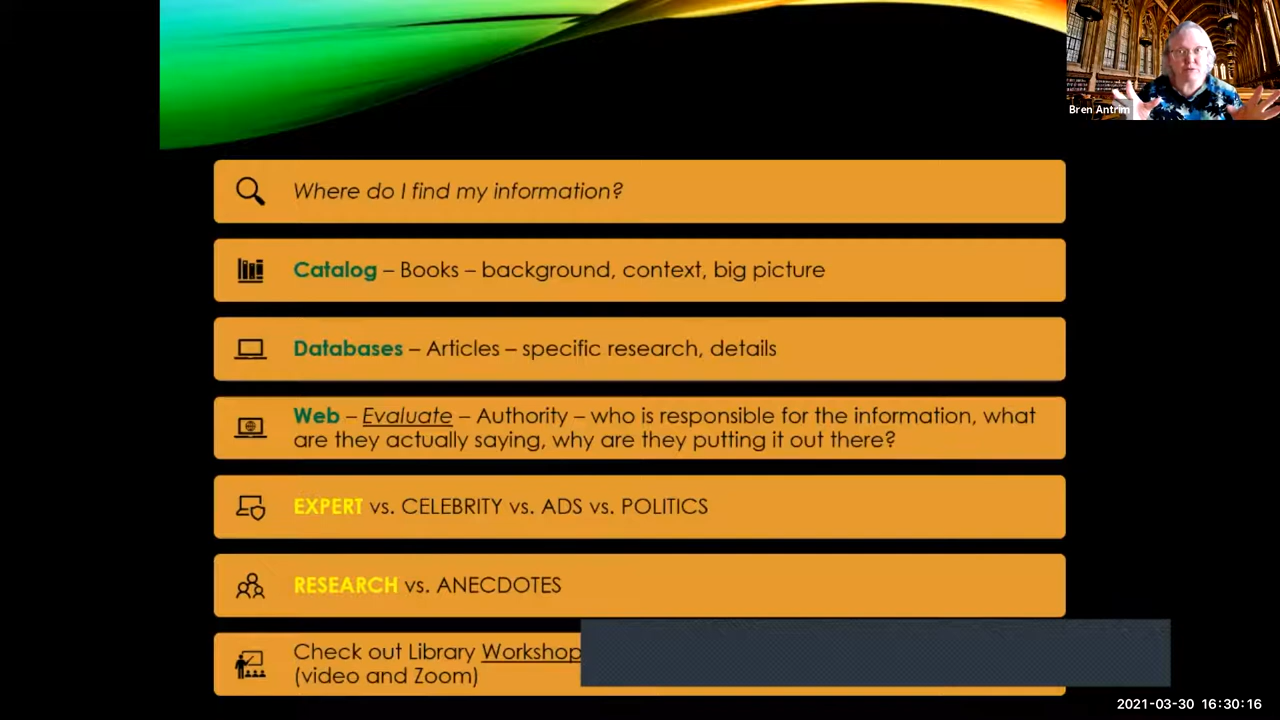 Bren Antrim
Where do I find my information?
Catalog – Books – background, context, big picture
Databases – Articles – specific research, details
Web – Evaluate – Authority – who is responsible for the information, what
are they actually saying, why are they putting it out there?
EXPERT vs. CELEBRITY vs. ADS vs. POLITICS
RESEARCH vs. ANECDOTES
Check out Library Workshop
(video and Zoom)
2021-03-30 16:30:16